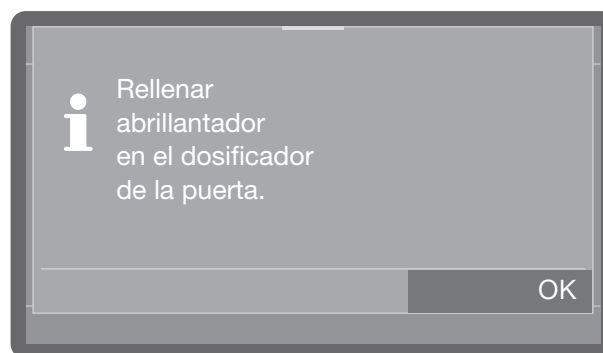 Rellenar
abrillantador
en el dosificador
de la puerta.
OK